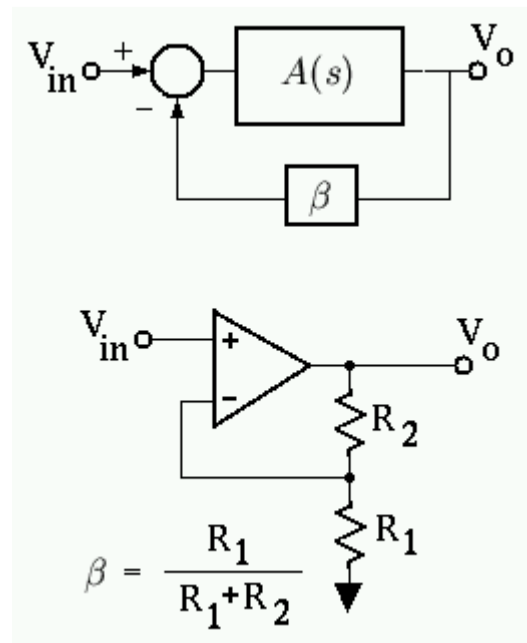 V_in + A(s) V_o
−
β
V_in + V_o
−
R_2
R_1
β = R_1 / (R_1+R_2)